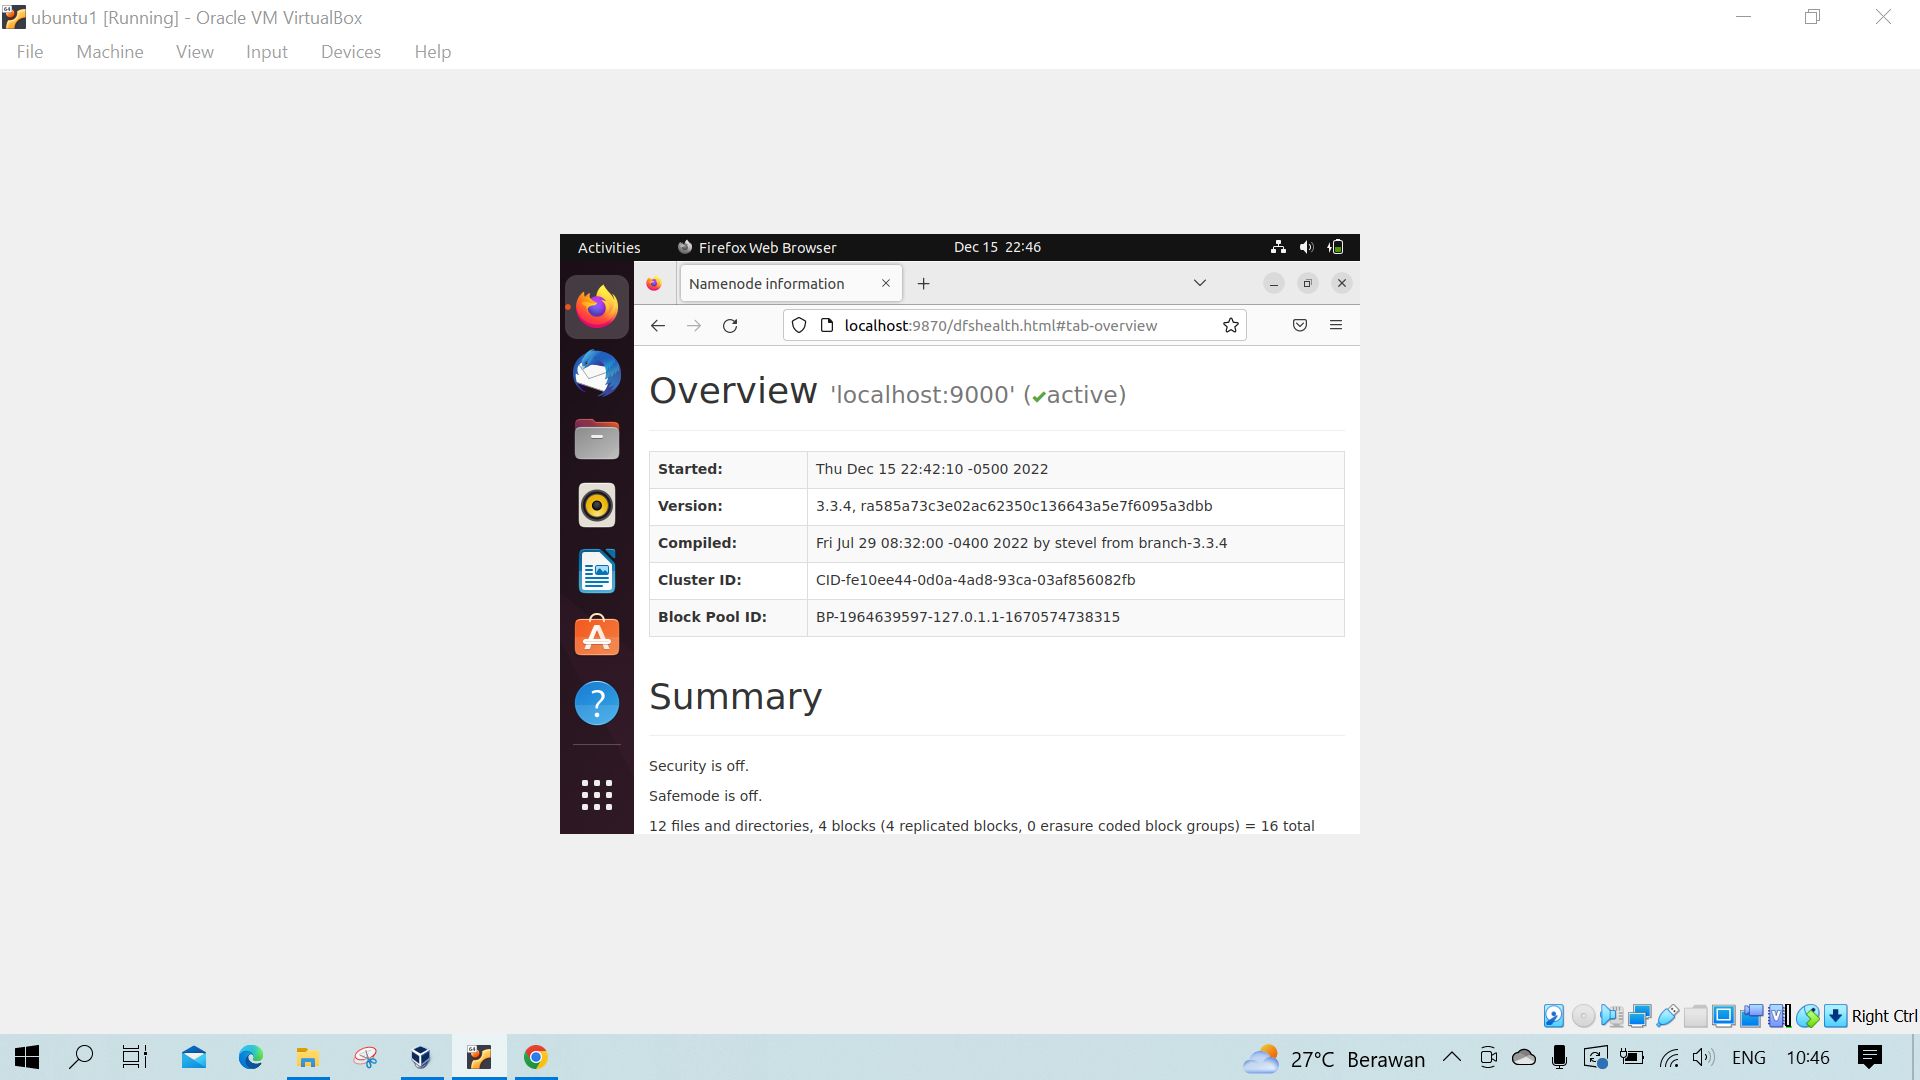 ubuntu1 [Running] - Oracle VM VirtualBox
File Machine View Input Devices Help
Activities Firefox Web Browser Dec 15 22:46
Namenode information
localhost:9870/dfshealth.html#tab-overview
Overview 'localhost:9000' (✔active)
Started: Thu Dec 15 22:42:10 -0500 2022
Version: 3.3.4, ra585a73c3e02ac62350c136643a5e7f6095a3dbb
Compiled: Fri Jul 29 08:32:00 -0400 2022 by stevel from branch-3.3.4
Cluster ID: CID-fe10ee44-0d0a-4ad8-93ca-03af856082fb
Block Pool ID: BP-1964639597-127.0.1.1-1670574738315
Summary
Security is off.
Safemode is off.
12 files and directories, 4 blocks (4 replicated blocks, 0 erasure coded block groups) = 16 total
Right Ctrl
27°C Berawan ENG 10:46